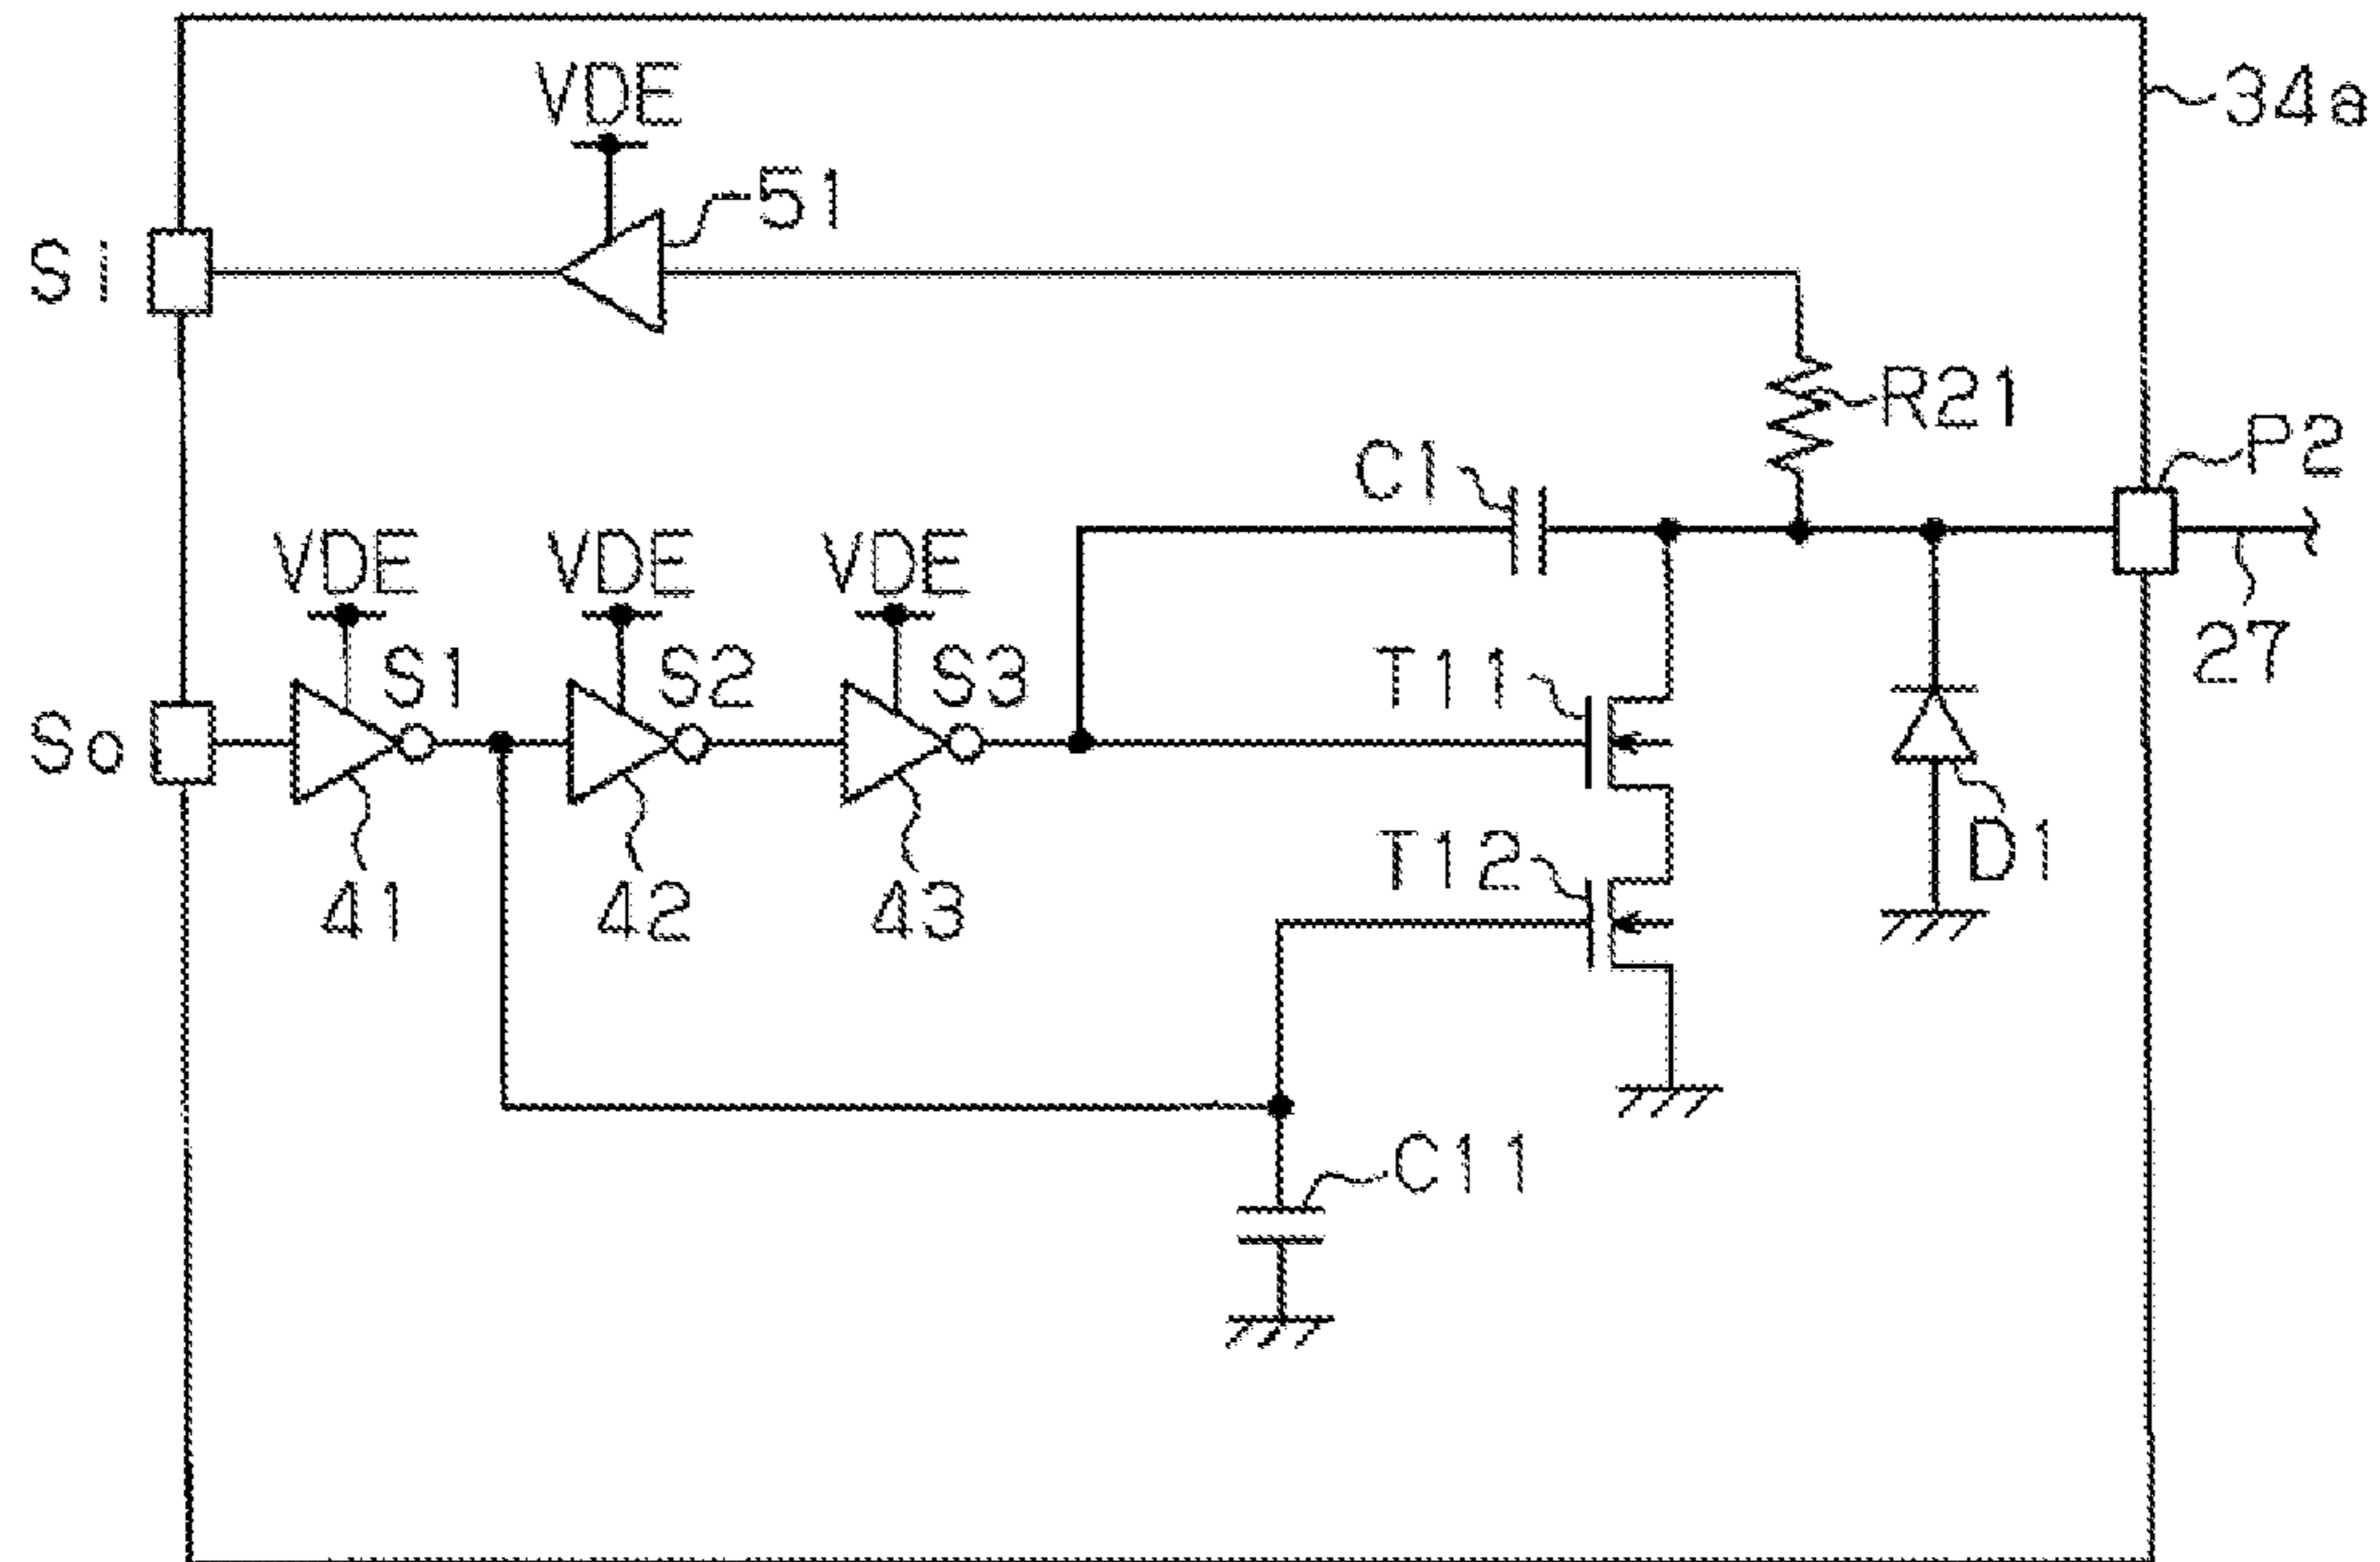 34a
VDE
51
Si
R21
P2
C1
VDE VDE VDE
27
S1 S2 S3
T11
So
D1
T12
41 42 43
C11